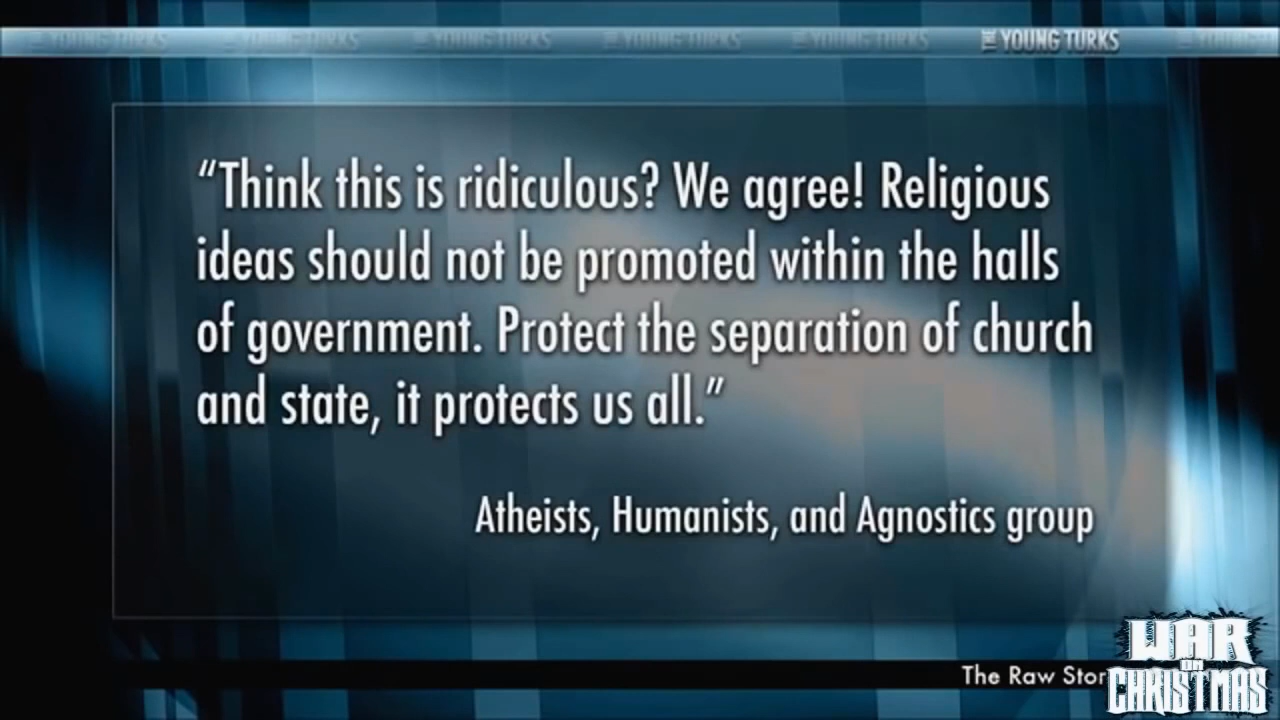 THE YOUNG TURKS
“Think this is ridiculous? We agree! Religious
ideas should not be promoted within the halls
of government. Protect the separation of church
and state, it protects us all.”
Atheists, Humanists, and Agnostics group
The Raw Stor
WAR
ON
CHRISTMAS